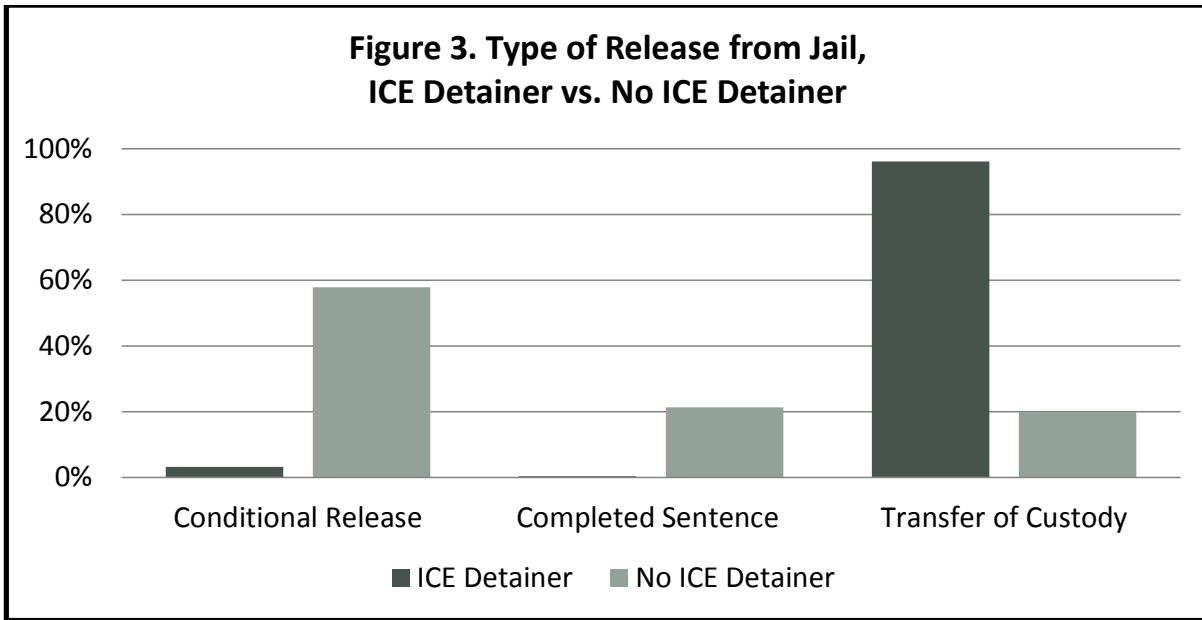 Figure 3. Type of Release from Jail,
ICE Detainer vs. No ICE Detainer
100%
80%
60%
40%
20%
0%
Conditional Release
Completed Sentence
Transfer of Custody
ICE Detainer
No ICE Detainer